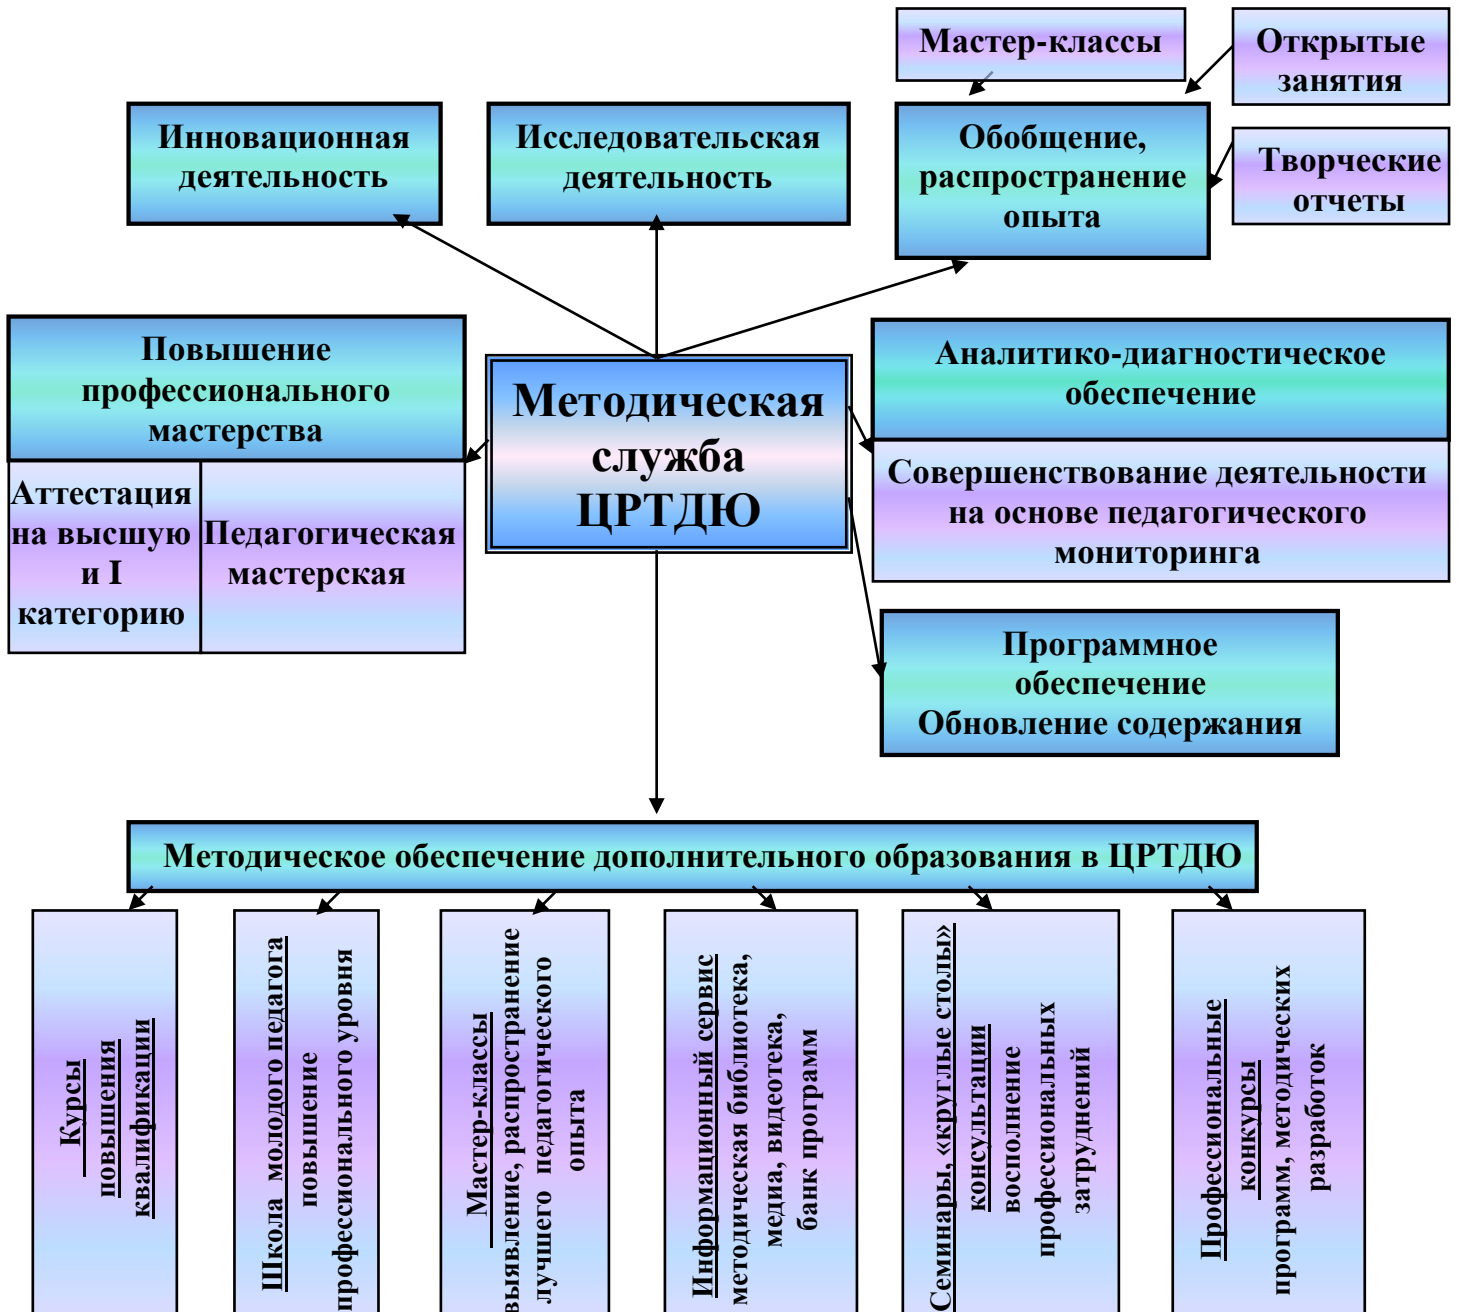 Мастер-классы
Открытые
занятия
Инновационная
деятельность
Исследовательская
деятельность
Обобщение,
распространение
опыта
Творческие
отчеты
Повышение
профессионального
мастерства
Аттестация
на высшую
и I
категорию
Педагогическая
мастерская
Методическая
служба
ЦРТДЮ
Аналитико-диагностическое
обеспечение
Совершенствование деятельности
на основе педагогического
мониторинга
Программное
обеспечение
Обновление содержания
Методическое обеспечение дополнительного образования в ЦРТДЮ
Курсы
повышения
квалификации
Школа молодого педагога
повышение
профессионального уровня
Мастер-классы
выявление, распространение
лучшего педагогического
опыта
Информационный сервис
методическая библиотека,
медиа, видеотека,
банк программ
Семинары, «круглые столы»
консультации
восполнение
профессиональных
затруднений
Профессиональные
конкурсы
программ, методических
разработок